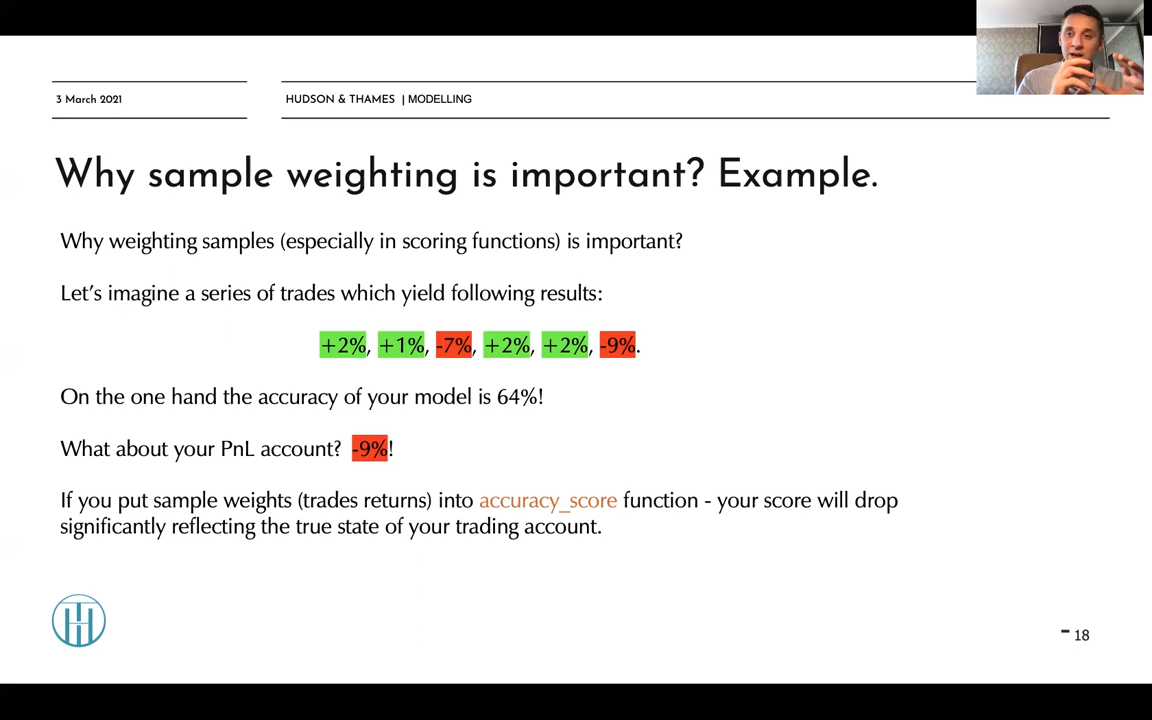 3 March 2021
HUDSON & THAMES | MODELLING
Why sample weighting is important? Example.
Why weighting samples (especially in scoring functions) is important?
Let's imagine a series of trades which yield following results:
+2%, +1%, -7%, +2%, +2%, -9%.
On the one hand the accuracy of your model is 64%!
What about your PnL account? -9%!
If you put sample weights (trades returns) into accuracy_score function - your score will drop
significantly reflecting the true state of your trading account.
- 18